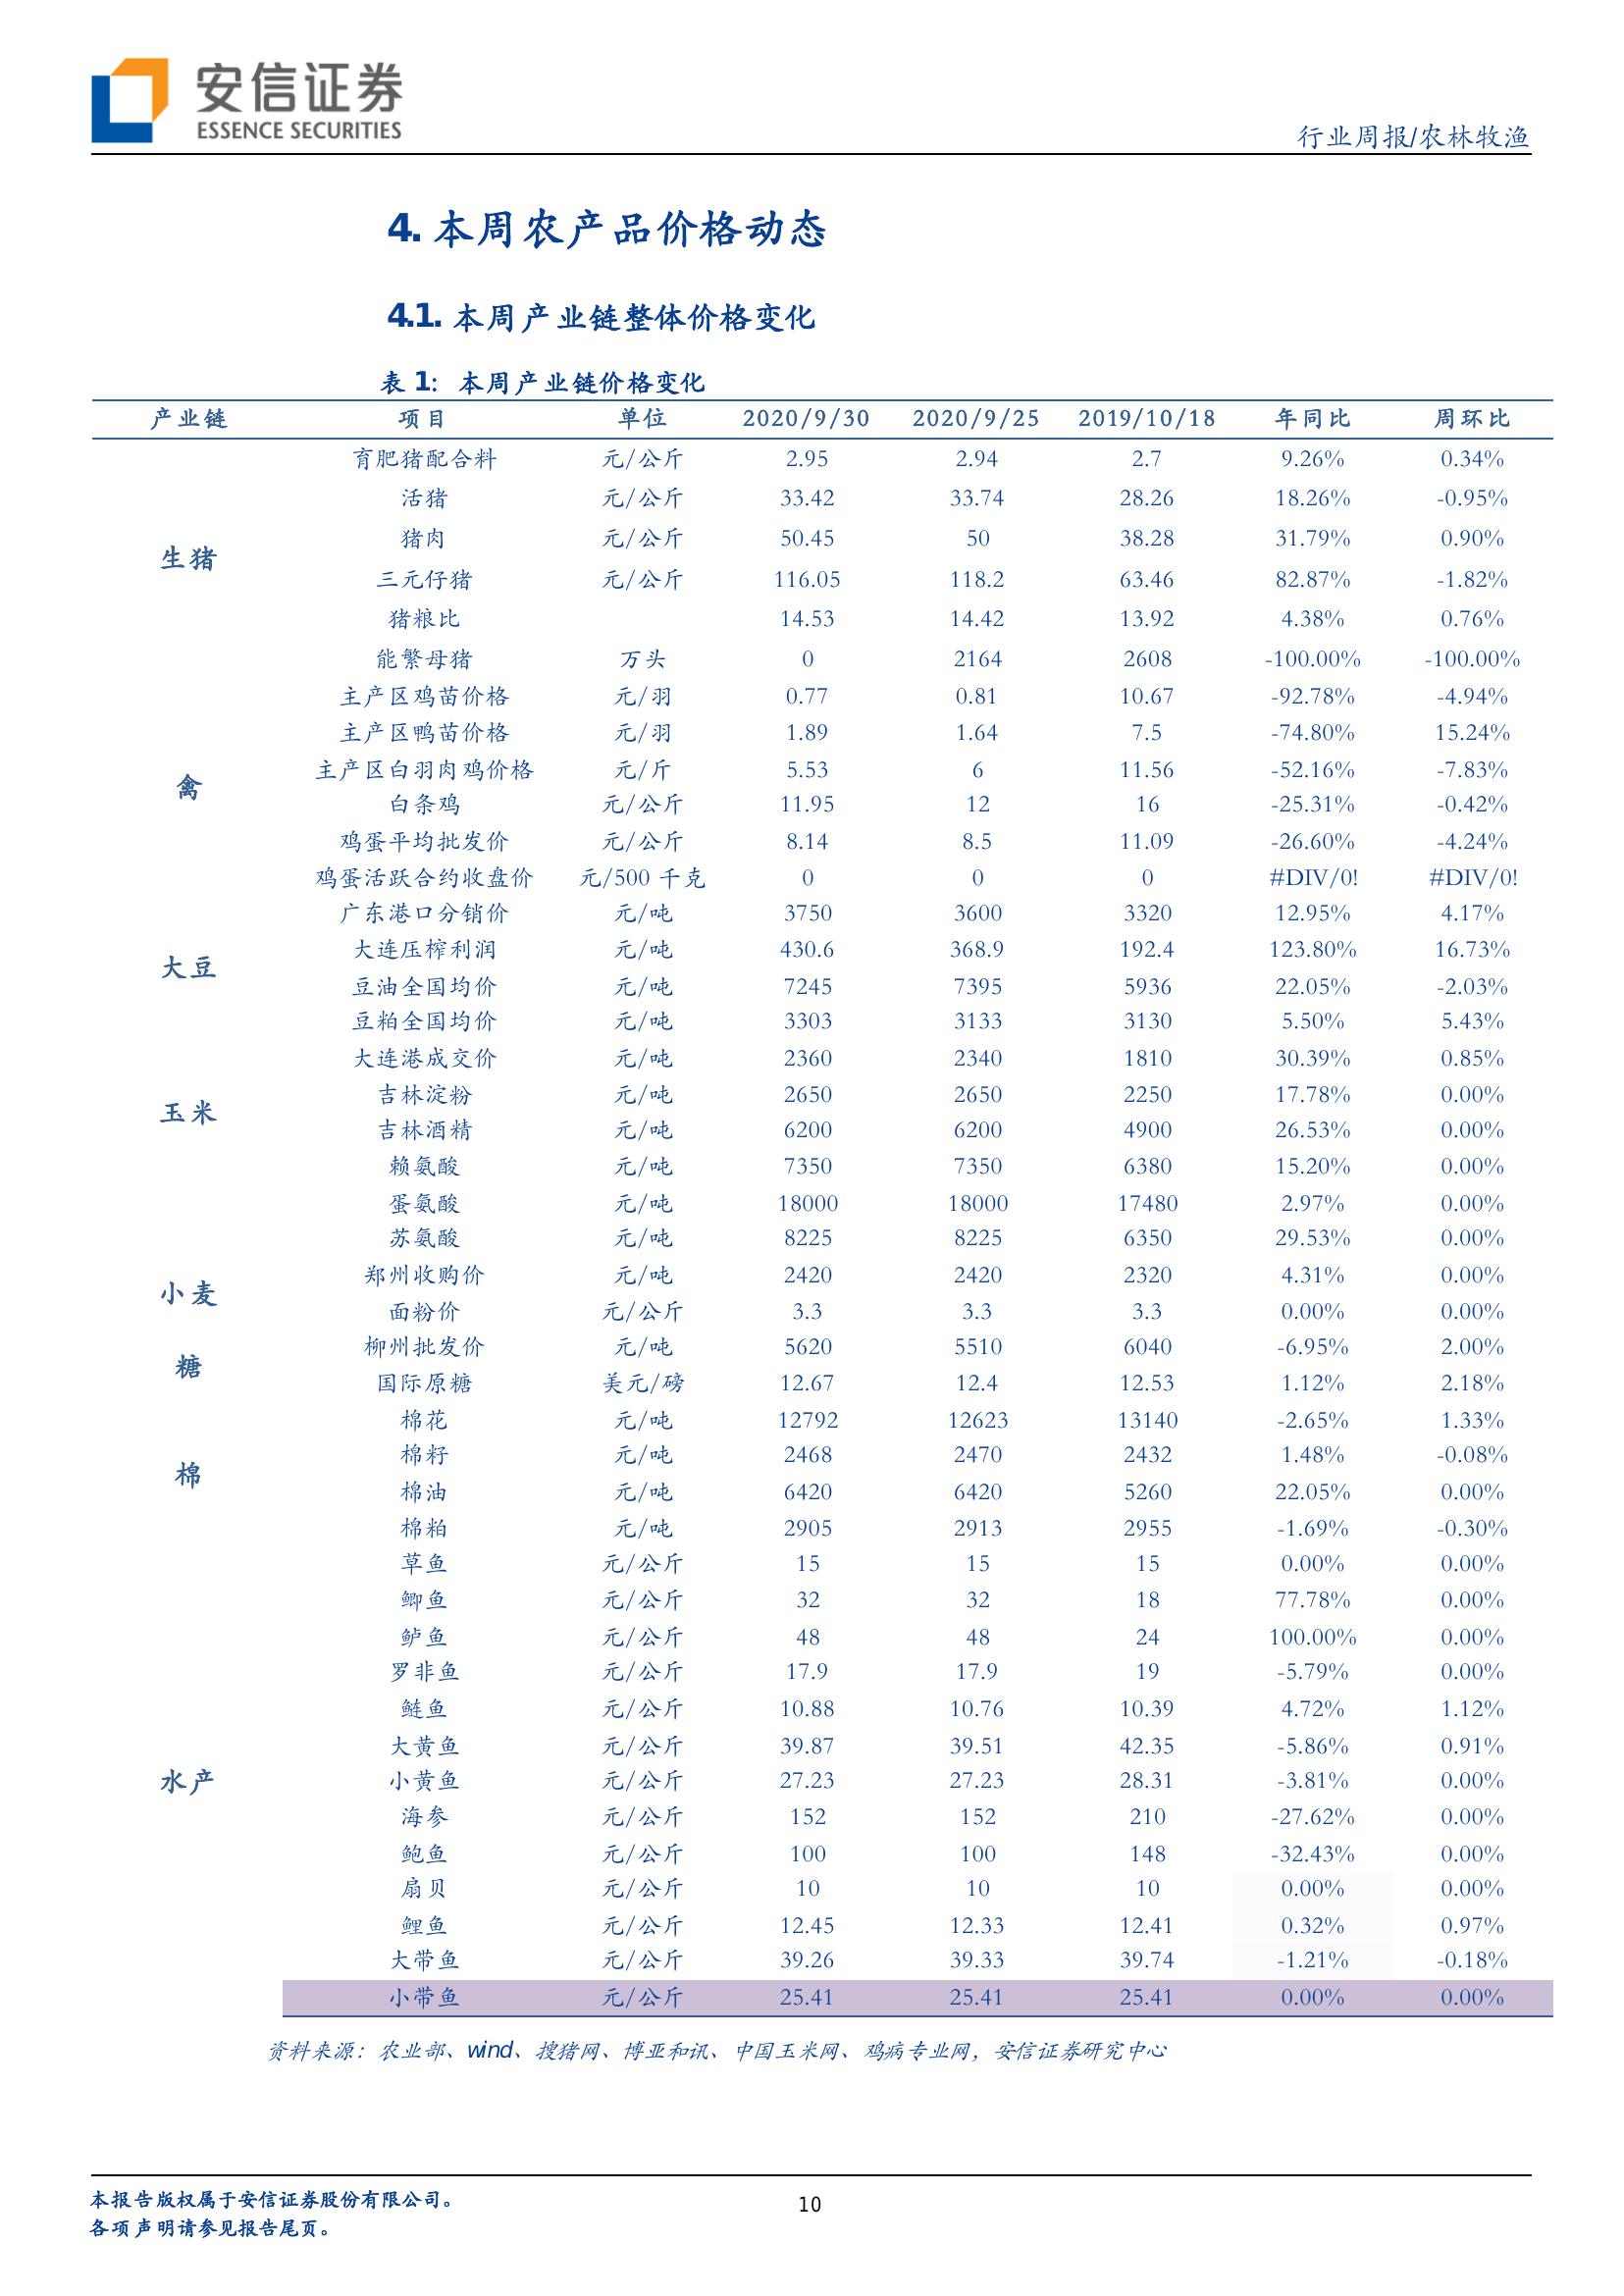 安信证券
ESSENCE SECURITIES
行业周报/农林牧渔
4. 本周农产品价格动态
4.1. 本周产业链整体价格变化
表 1: 本周产业链价格变化
产业链 项目 单位 2020/9/30 2020/9/25 2019/10/18 年同比 周环比
育肥猪配合料 元/公斤 2.95 2.94 2.7 9.26% 0.34%
活猪 元/公斤 33.42 33.74 28.26 18.26% -0.95%
猪肉 元/公斤 50.45 50 38.28 31.79% 0.90%
生猪
三元仔猪 元/公斤 116.05 118.2 63.46 82.87% -1.82%
猪粮比 14.53 14.42 13.92 4.38% 0.76%
能繁母猪 万头 0 2164 2608 -100.00% -100.00%
主产区鸡苗价格 元/羽 0.77 0.81 10.67 -92.78% -4.94%
主产区鸭苗价格 元/羽 1.89 1.64 7.5 -74.80% 15.24%
主产区白羽肉鸡价格 元/斤 5.53 6 11.56 -52.16% -7.83%
禽
白条鸡 元/公斤 11.95 12 16 -25.31% -0.42%
鸡蛋平均批发价 元/公斤 8.14 8.5 11.09 -26.60% -4.24%
鸡蛋活跃合约收盘价 元/500 千克 0 0 0 #DIV/0! #DIV/0!
广东港口分销价 元/吨 3750 3600 3320 12.95% 4.17%
大连压榨利润 元/吨 430.6 368.9 192.4 123.80% 16.73%
大豆
豆油全国均价 元/吨 7245 7395 5936 22.05% -2.03%
豆粕全国均价 元/吨 3303 3133 3130 5.50% 5.43%
大连港成交价 元/吨 2360 2340 1810 30.39% 0.85%
吉林淀粉 元/吨 2650 2650 2250 17.78% 0.00%
玉米
吉林酒精 元/吨 6200 6200 4900 26.53% 0.00%
赖氨酸 元/吨 7350 7350 6380 15.20% 0.00%
蛋氨酸 元/吨 18000 18000 17480 2.97% 0.00%
苏氨酸 元/吨 8225 8225 6350 29.53% 0.00%
郑州收购价 元/吨 2420 2420 2320 4.31% 0.00%
小麦
面粉价 元/公斤 3.3 3.3 3.3 0.00% 0.00%
柳州批发价 元/吨 5620 5510 6040 -6.95% 2.00%
糖
国际原糖 美元/磅 12.67 12.4 12.53 1.12% 2.18%
棉花 元/吨 12792 12623 13140 -2.65% 1.33%
棉籽 元/吨 2468 2470 2432 1.48% -0.08%
棉
棉油 元/吨 6420 6420 5260 22.05% 0.00%
棉粕 元/吨 2905 2913 2955 -1.69% -0.30%
草鱼 元/公斤 15 15 15 0.00% 0.00%
鲫鱼 元/公斤 32 32 18 77.78% 0.00%
鲈鱼 元/公斤 48 48 24 100.00% 0.00%
罗非鱼 元/公斤 17.9 17.9 19 -5.79% 0.00%
鲢鱼 元/公斤 10.88 10.76 10.39 4.72% 1.12%
大黄鱼 元/公斤 39.87 39.51 42.35 -5.86% 0.91%
水产 小黄鱼 元/公斤 27.23 27.23 28.31 -3.81% 0.00%
海参 元/公斤 152 152 210 -27.62% 0.00%
鲍鱼 元/公斤 100 100 148 -32.43% 0.00%
扇贝 元/公斤 10 10 10 0.00% 0.00%
鲤鱼 元/公斤 12.45 12.33 12.41 0.32% 0.97%
大带鱼 元/公斤 39.26 39.33 39.74 -1.21% -0.18%
小带鱼 元/公斤 25.41 25.41 25.41 0.00% 0.00%
资料来源：农业部、wind、搜猪网、博亚和讯、中国玉米网、鸡病专业网，安信证券研究中心
本报告版权属于安信证券股份有限公司。
各项声明请参见报告尾页。
10